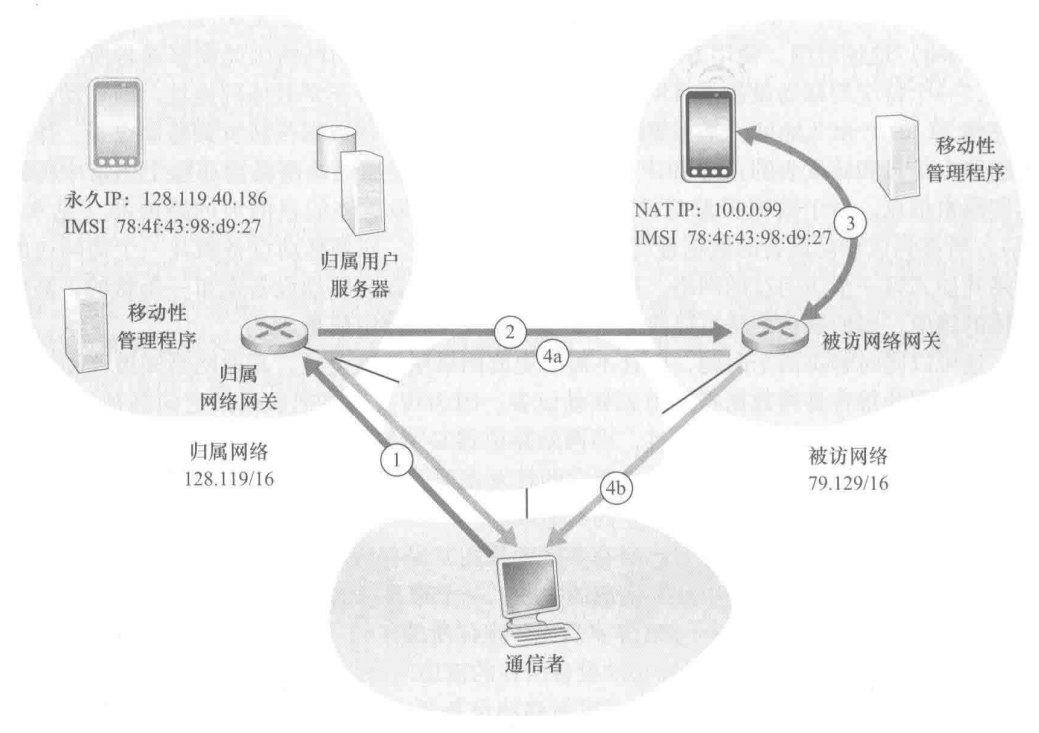 永久IP：128.119.40.186
IMSI 78:4f:43:98:d9:27
归属用户
服务器
移动性
管理程序
归属
网络网关
归属网络
128.119/16
NAT IP：10.0.0.99
IMSI 78:4f:43:98:d9:27
移动性
管理程序
被访网络网关
被访网络
79.129/16
1
2
3
4a
4b
通信者